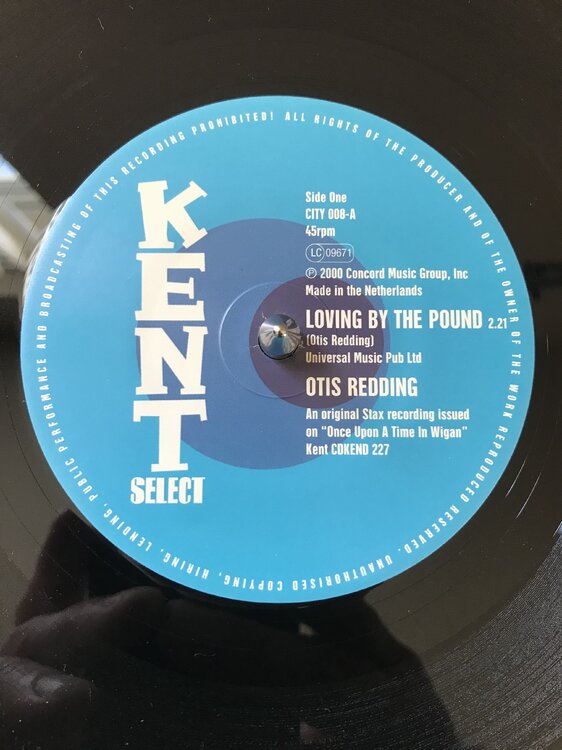 ALL RIGHTS OF THE PRODUCER AND OF THE OWNER OF THE WORK REPRODUCED RESERVED. UNAUTHORISED COPYING, HIRING, LENDING, PUBLIC PERFORMANCE AND BROADCASTING OF THIS RECORDING PROHIBITED!
KENT
SELECT
Side One
CITY 008-A
45rpm
LC 09671
℗ 2000 Concord Music Group, Inc
Made in the Netherlands
LOVING BY THE POUND 2.21
(Otis Redding)
Universal Music Pub Ltd
OTIS REDDING
An original Stax recording issued
on "Once Upon A Time In Wigan"
Kent CDKEND 227